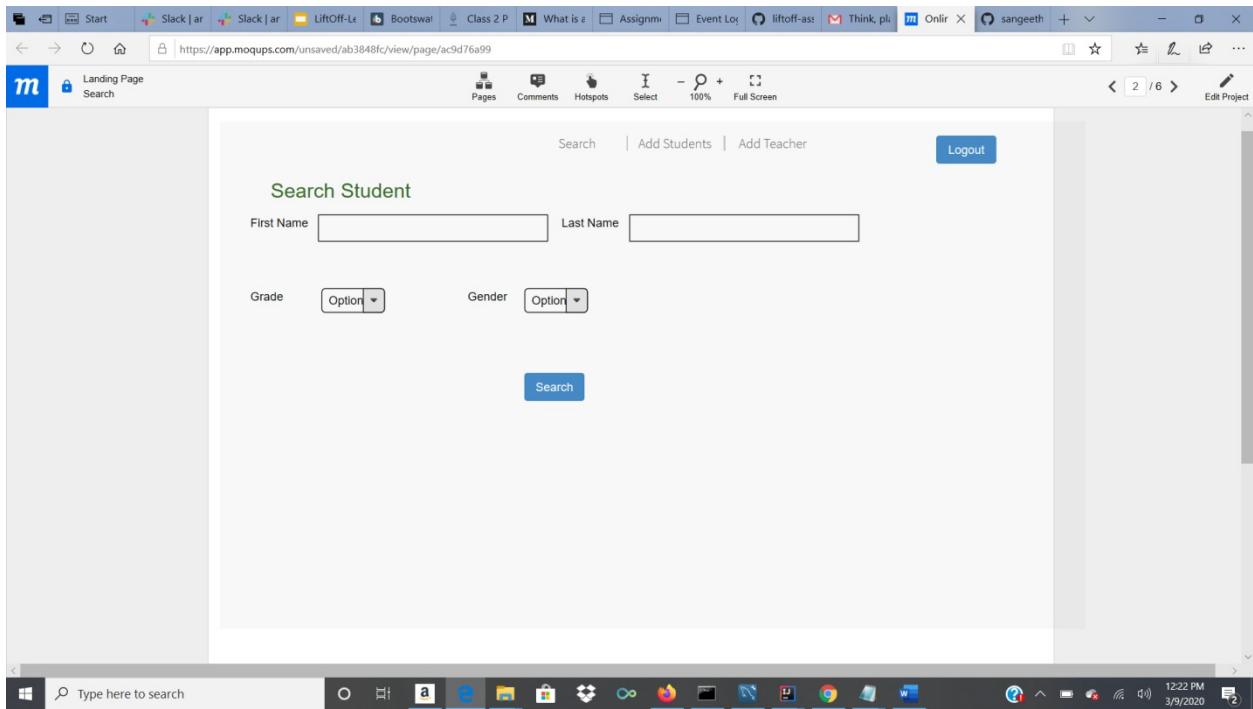 Start Slack | ar Slack | ar LiftOff-Le Bootswat Class 2 P What is a Assignm Event Log liftoff-ass Think, pl Onlir sangeeth
https://app.moqups.com/unsaved/ab3848fc/view/page/ac9d76a99
m Landing Page
Search
Pages Comments Hotspots Select 100% Full Screen 2 /6 Edit Project
Search | Add Students | Add Teacher Logout
Search Student
First Name Last Name
Grade Option Gender Option
Search
Type here to search 12:22 PM
3/9/2020